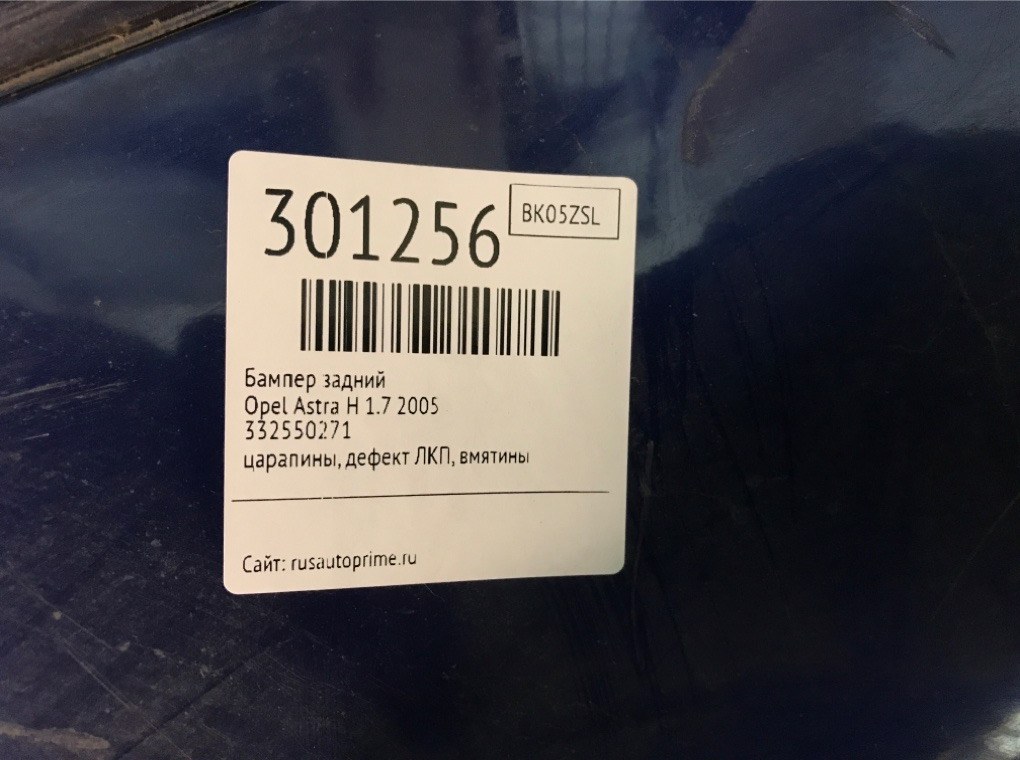 301256
BK05ZSL
Бампер задний
Opel Astra H 1.7 2005
332550271
царапины, дефект ЛКП, вмятины
Сайт: rusautoprime.ru